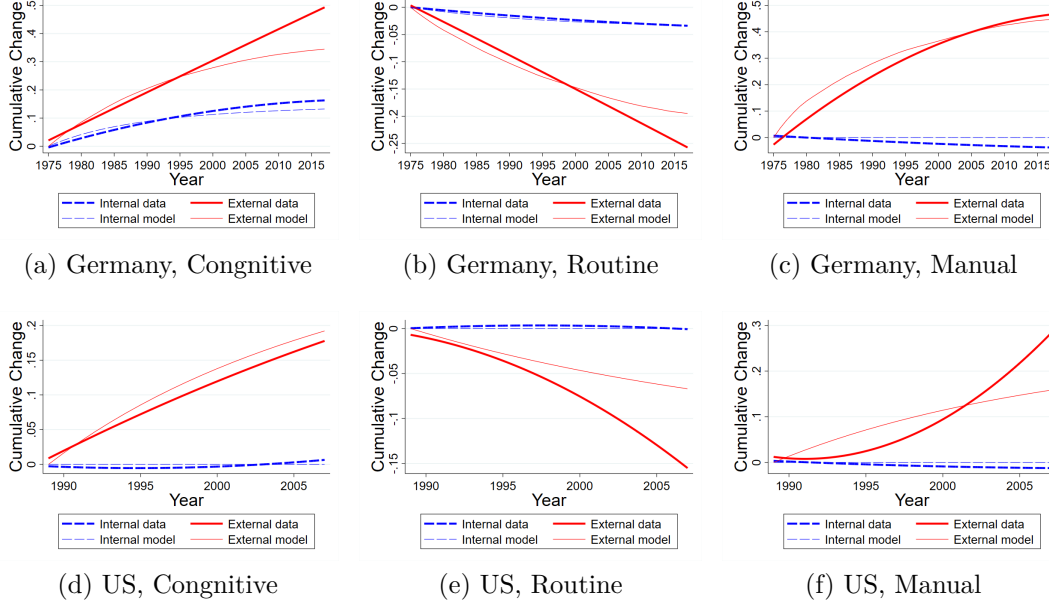 Cumulative Change
0 .1 .2 .3 .4 .5
1975 1980 1985 1990 1995 2000 2005 2010 2015
Year
Internal data External data
Internal model External model
(a) Germany, Congnitive
Cumulative Change
-.25 -.2 -.15 -.1 -.05 0
1975 1980 1985 1990 1995 2000 2005 2010 2015
Year
Internal data External data
Internal model External model
(b) Germany, Routine
Cumulative Change
0 .1 .2 .3 .4 .5
1975 1980 1985 1990 1995 2000 2005 2010 2015
Year
Internal data External data
Internal model External model
(c) Germany, Manual
Cumulative Change
0 .05 .1 .15 .2
1990 1995 2000 2005
Year
Internal data External data
Internal model External model
(d) US, Congnitive
Cumulative Change
-.15 -.1 -.05 0
1990 1995 2000 2005
Year
Internal data External data
Internal model External model
(e) US, Routine
Cumulative Change
0 .1 .2 .3
1990 1995 2000 2005
Year
Internal data External data
Internal model External model
(f) US, Manual